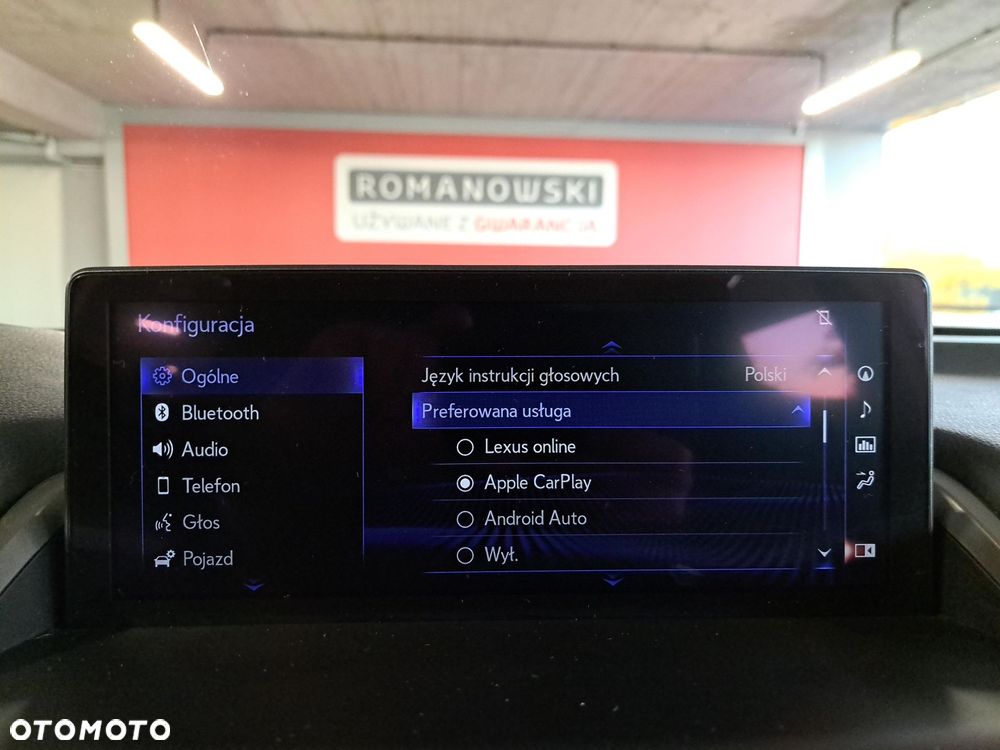 ROMANOWSKI
UŻYWANE Z GWARANCJĄ
Konfiguracja
Ogólne
Bluetooth
Audio
Telefon
Głos
Pojazd
Język instrukcji głosowych Polski
Preferowana usługa
Lexus online
Apple CarPlay
Android Auto
Wył.
OTOMOTO